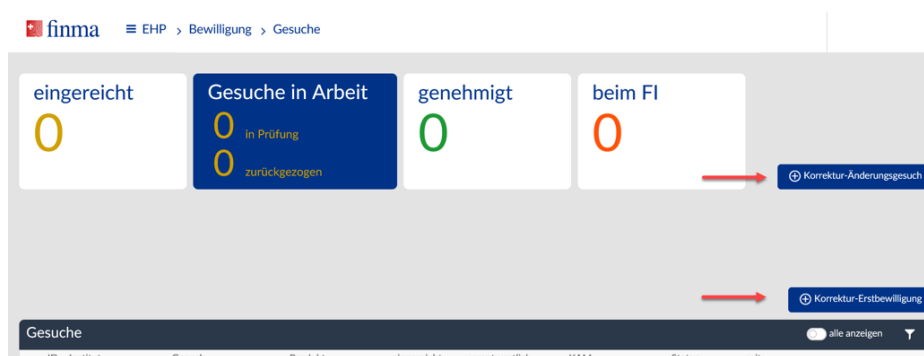 finma
EHP > Bewilligung > Gesuche
eingereicht
0
Gesuche in Arbeit
0 in Prüfung
0 zurückgezogen
genehmigt
0
beim FI
0
Korrektur-Änderungsgesuch
Korrektur-Erstbewilligung
Gesuche
alle anzeigen